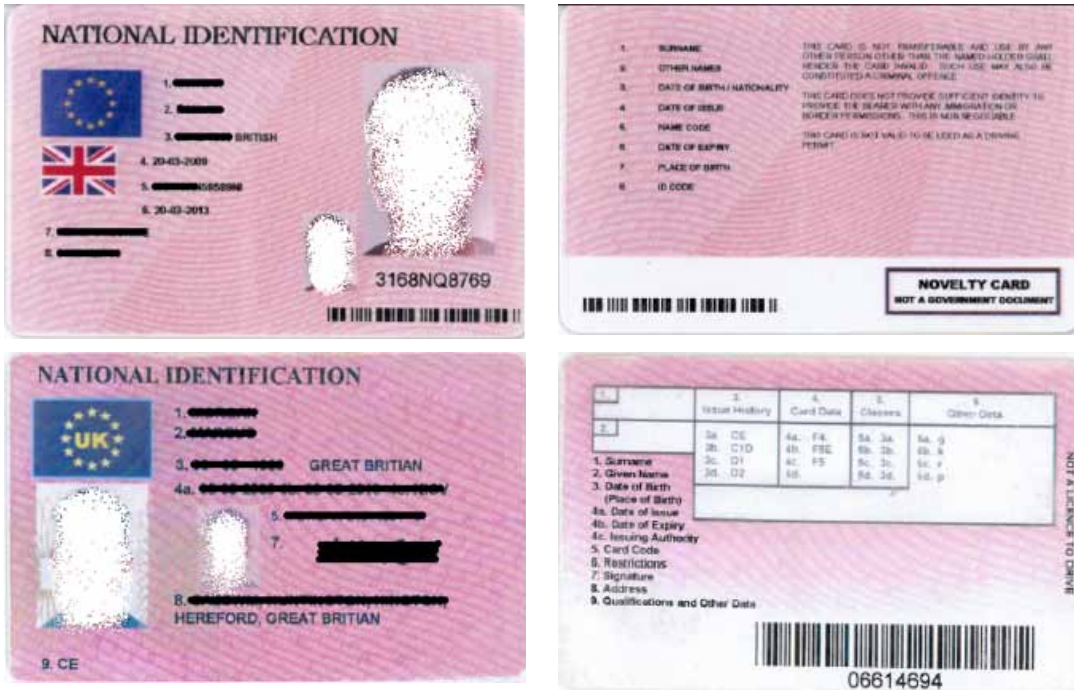 NATIONAL IDENTIFICATION
1.
2.
3. BRITISH
4. 20-03-2009
5.
6. 20-03-2013
7.
8.
3168NQ8769
1. SURNAME
2. OTHER NAMES
3. DATE OF BIRTH / NATIONALITY
4. DATE OF ISSUE
5. NAME CODE
6. DATE OF EXPIRY
7. PLACE OF BIRTH
8. ID CODE
THIS CARD IS NOT TRANSFERABLE AND USE BY ANY
OTHER PERSON OTHER THAN THE NAMED HOLDER SHALL
RENDER THE CARD INVALID. SUCH USE MAY ALSO BE
CONSTITUTED A CRIMINAL OFFENCE
THIS CARD DOES NOT PROVIDE SUFFICIENT IDENTITY TO
PROVIDE THE BEARER WITH ANY IMMIGRATION OR
BORDER PERMISSIONS. THIS IS NON NEGOTIABLE
THIS CARD IS NOT VALID TO BE USED AS A DRIVING
PERMIT
NOVELTY CARD
NOT A GOVERNMENT DOCUMENT
NATIONAL IDENTIFICATION
UK
1.
2.
3. GREAT BRITIAN
4a.
5.
7.
8.
HEREFORD, GREAT BRITIAN
9. CE
1.
2.
3.
Issue History
4.
Card Data
5.
Classes
9.
Other Data
3a. CE
3b. C1D
3c. D1
3d. D2
4a. F4.
4b. F5E
4c. F5
4d.
5a. 3a.
5b. 3b.
5c. 3c.
5d. 3d.
6a. g
6b. k
6c. r
6d. p
1. Surname
2. Given Name
3. Date of Birth
(Place of Birth)
4a. Date of Issue
4b. Date of Expiry
4c. Issuing Authority
5. Card Code
6. Restrictions
7. Signature
8. Address
9. Qualifications and Other Data
NOT A LICENCE TO DRIVE
06614694